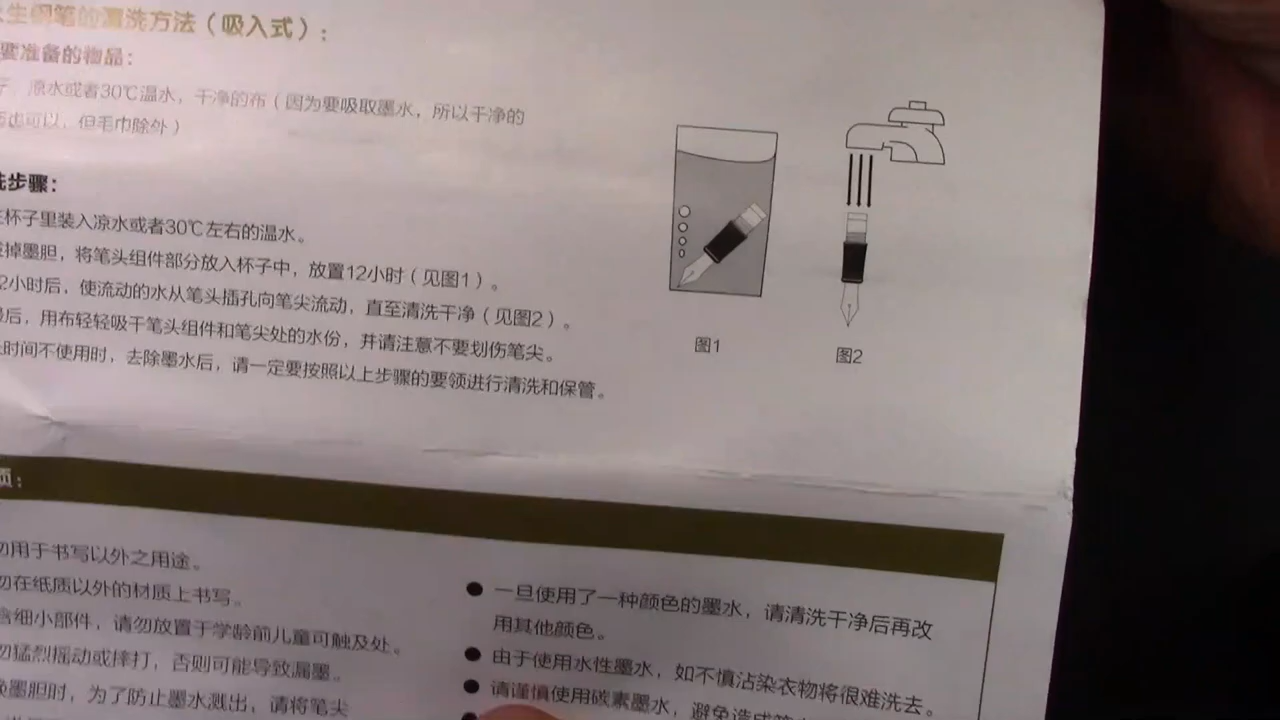 生钢笔的清洗方法（吸入式）：
要准备的物品：
子、凉水或者30℃温水，干净的布（因为要吸取墨水，所以干净的
也可以，但毛巾除外）
步骤：
杯子里装入凉水或者30℃左右的温水。
掉墨胆，将笔头组件部分放入杯子中，放置12小时（见图1）。
2小时后，使流动的水从笔头插孔向笔尖流动，直至清洗干净（见图2）。
后，用布轻轻吸干笔头组件和笔尖处的水份，并请注意不要划伤笔尖。
时间不使用时，去除墨水后，请一定要按照以上步骤的要领进行清洗和保管。
图1
图2
项：
勿用于书写以外之用途。
勿在纸质以外的材质上书写。
含细小部件，请勿放置于学龄前儿童可触及处。
勿猛烈摇动或摔打，否则可能导致漏墨。
换墨胆时，为了防止墨水溅出，请将笔尖
● 一旦使用了一种颜色的墨水，请清洗干净后再改
用其他颜色。
● 由于使用水性墨水，如不慎沾染衣物将很难洗去。
● 请谨慎使用碳素墨水，避免造成